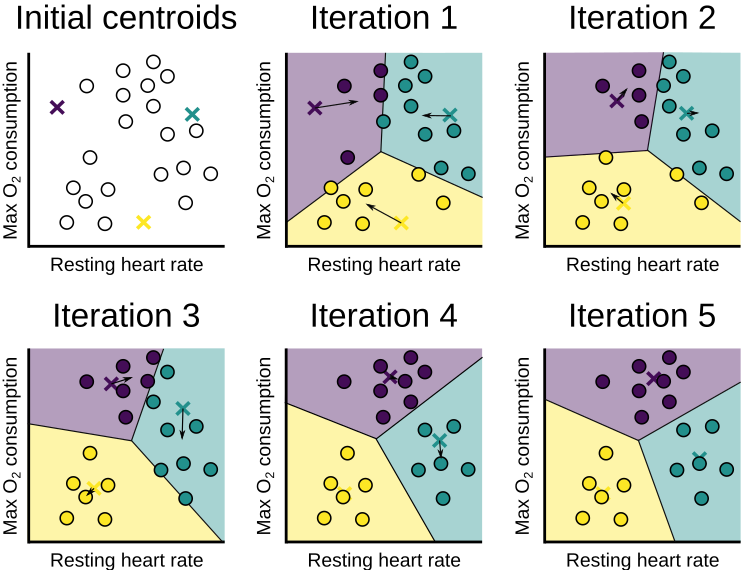 Initial centroids
Iteration 1
Iteration 2
Max O₂ consumption
Max O₂ consumption
Max O₂ consumption
Resting heart rate
Resting heart rate
Resting heart rate
Iteration 3
Iteration 4
Iteration 5
Max O₂ consumption
Max O₂ consumption
Max O₂ consumption
Resting heart rate
Resting heart rate
Resting heart rate